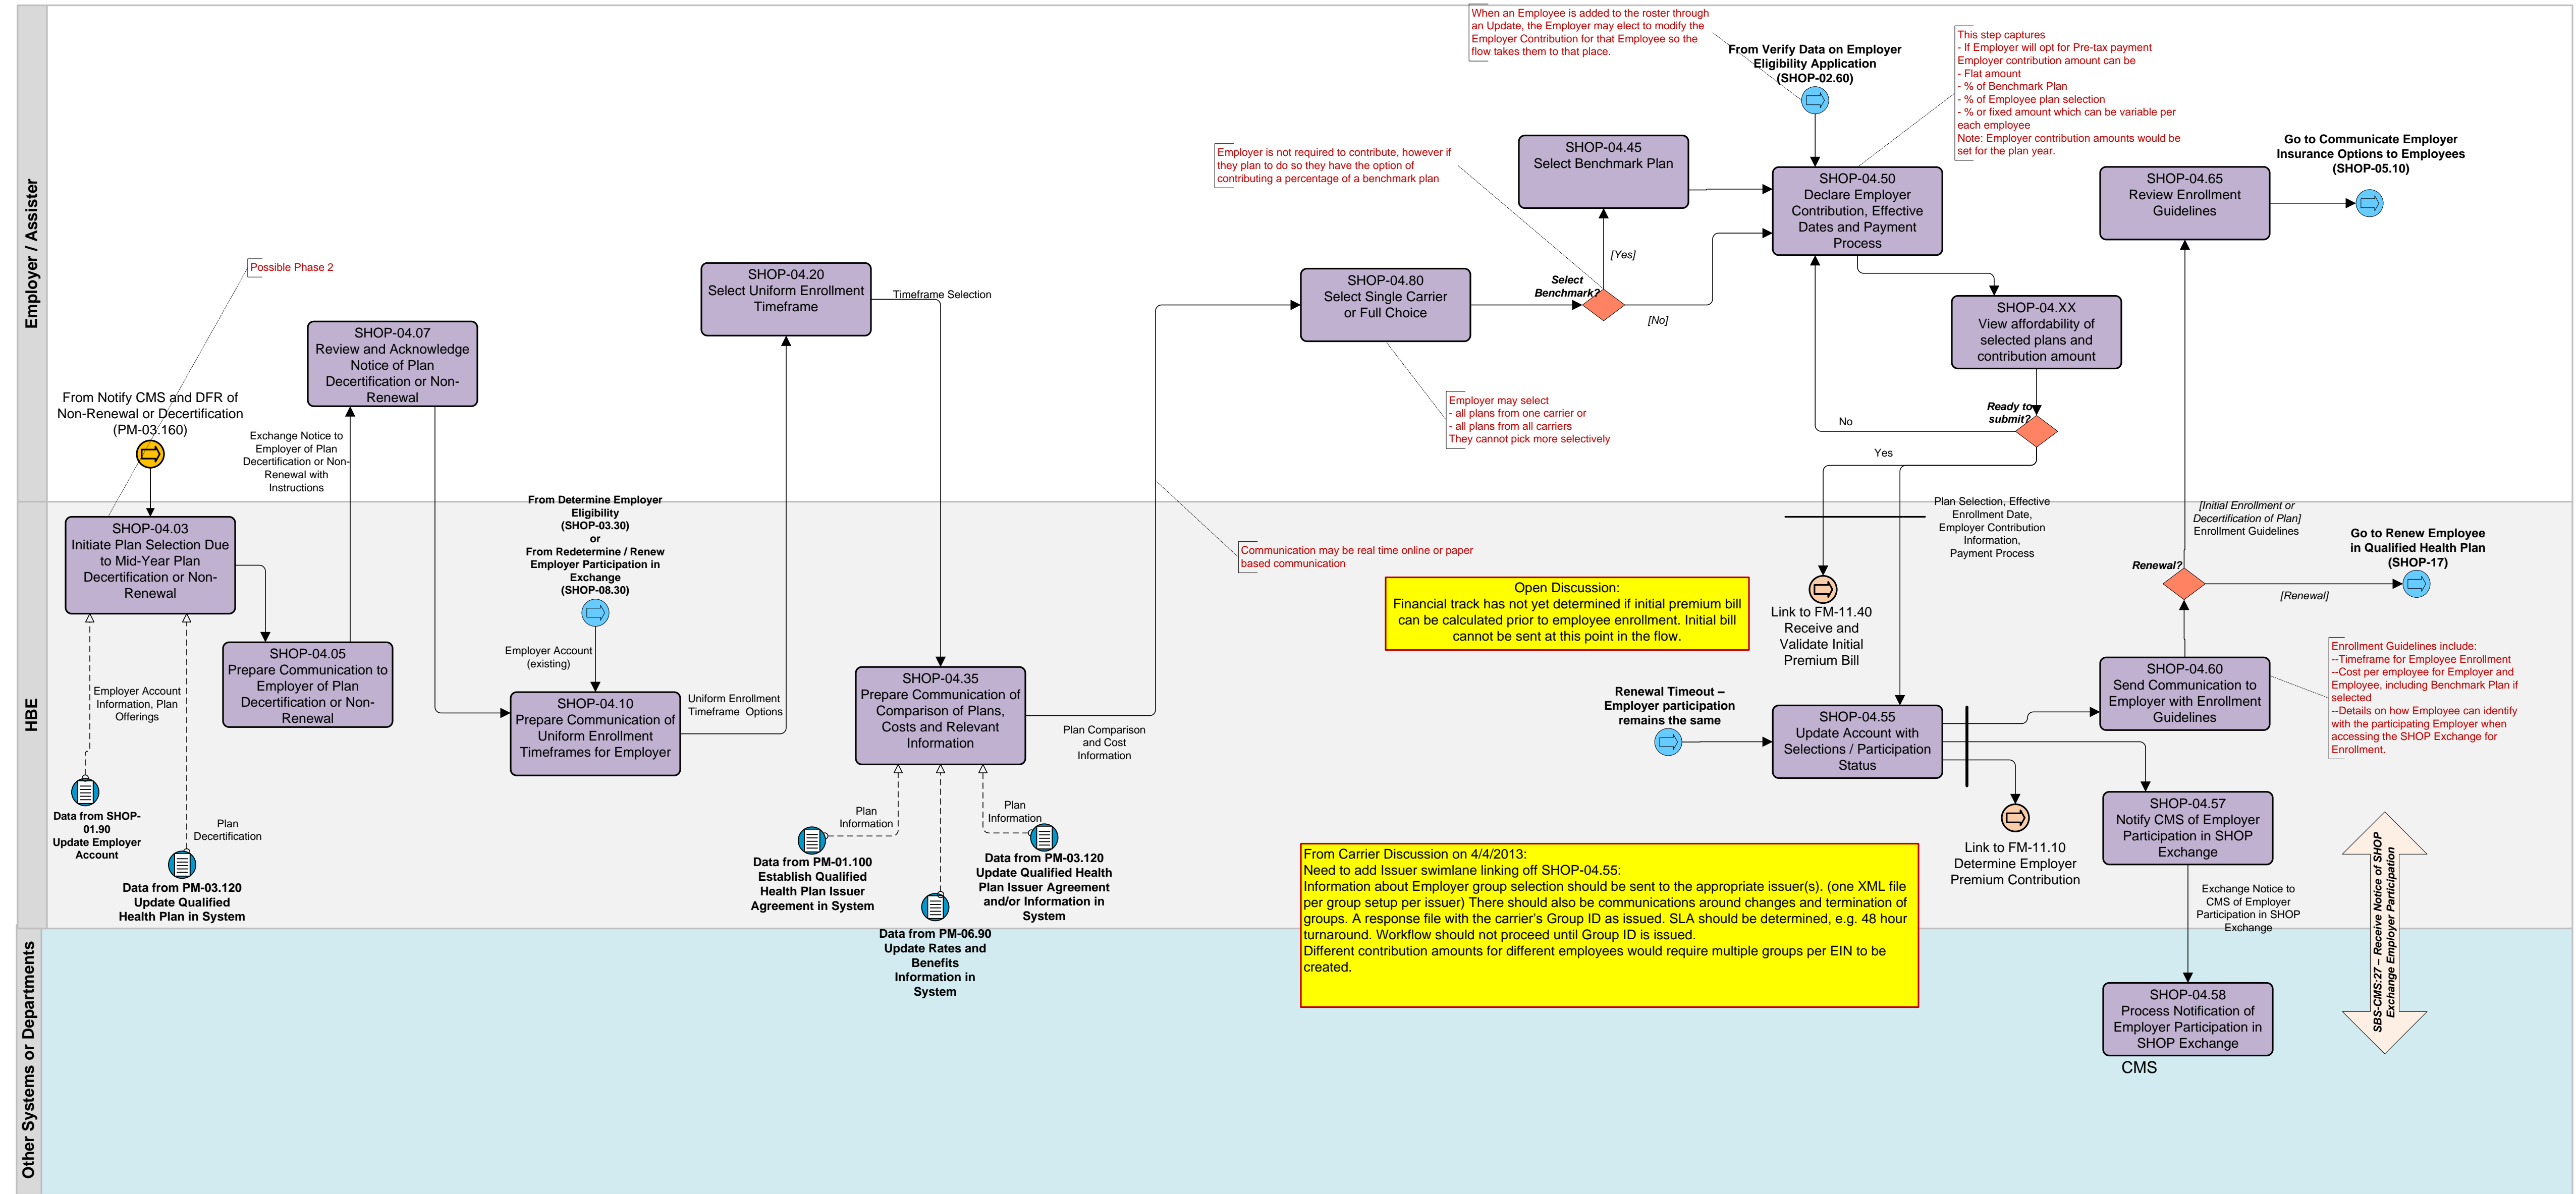 Employer / Assister
HBE
Other Systems or Departments
Possible Phase 2
From Notify CMS and DFR of
Non-Renewal or Decertification
(PM-03.160)
SHOP-04.03
Initiate Plan Selection Due
to Mid-Year Plan
Decertification or Non-
Renewal
Employer Account
Information, Plan
Offerings
Data from SHOP-
01.90
Update Employer
Account
Plan
Decertification
Data from PM-03.120
Update Qualified
Health Plan in System
SHOP-04.05
Prepare Communication to
Employer of Plan
Decertification or Non-
Renewal
Exchange Notice to
Employer of Plan
Decertification or Non-
Renewal with
Instructions
SHOP-04.07
Review and Acknowledge
Notice of Plan
Decertification or Non-
Renewal
From Determine Employer
Eligibility
(SHOP-03.30)
or
From Redetermine / Renew
Employer Participation in
Exchange
(SHOP-08.30)
Employer Account
(existing)
SHOP-04.10
Prepare Communication of
Uniform Enrollment
Timeframes for Employer
Uniform Enrollment
Timeframe Options
SHOP-04.20
Select Uniform Enrollment
Timeframe
Timeframe Selection
SHOP-04.35
Prepare Communication of
Comparison of Plans,
Costs and Relevant
Information
Plan
Information
Data from PM-01.100
Establish Qualified
Health Plan Issuer
Agreement in System
Data from PM-06.90
Update Rates and
Benefits
Information in
System
Plan
Information
Data from PM-03.120
Update Qualified Health
Plan Issuer Agreement
and/or Information in
System
Plan Comparison
and Cost
Information
Communication may be real time online or paper
based communication
SHOP-04.80
Select Single Carrier
or Full Choice
Employer may select
- all plans from one carrier or
- all plans from all carriers
They cannot pick more selectively
Employer is not required to contribute, however if
they plan to do so they have the option of
contributing a percentage of a benchmark plan
Select
Benchmark?
[Yes]
[No]
SHOP-04.45
Select Benchmark Plan
When an Employee is added to the roster through
an Update, the Employer may elect to modify the
Employer Contribution for that Employee so the
flow takes them to that place.
From Verify Data on Employer
Eligibility Application
(SHOP-02.60)
This step captures
- If Employer will opt for Pre-tax payment
Employer contribution amount can be
- Flat amount
- % of Benchmark Plan
- % of Employee plan selection
- % or fixed amount which can be variable per
each employee
Note: Employer contribution amounts would be
set for the plan year.
SHOP-04.50
Declare Employer
Contribution, Effective
Dates and Payment
Process
SHOP-04.XX
View affordability of
selected plans and
contribution amount
Ready to
submit?
No
Yes
Plan Selection, Effective
Enrollment Date,
Employer Contribution
Information,
Payment Process
Link to FM-11.40
Receive and
Validate Initial
Premium Bill
Open Discussion:
Financial track has not yet determined if initial premium bill
can be calculated prior to employee enrollment. Initial bill
cannot be sent at this point in the flow.
Renewal Timeout –
Employer participation
remains the same
SHOP-04.55
Update Account with
Selections / Participation
Status
Link to FM-11.10
Determine Employer
Premium Contribution
From Carrier Discussion on 4/4/2013:
Need to add Issuer swimlane linking off SHOP-04.55:
Information about Employer group selection should be sent to the appropriate issuer(s). (one XML file
per group setup per issuer) There should also be communications around changes and termination of
groups. A response file with the carrier's Group ID as issued. SLA should be determined, e.g. 48 hour
turnaround. Workflow should not proceed until Group ID is issued.
Different contribution amounts for different employees would require multiple groups per EIN to be
created.
SHOP-04.60
Send Communication to
Employer with Enrollment
Guidelines
Enrollment Guidelines include:
--Timeframe for Employee Enrollment
--Cost per employee for Employer and
Employee, including Benchmark Plan if
selected
--Details on how Employee can identify
with the participating Employer when
accessing the SHOP Exchange for
Enrollment.
Renewal?
[Renewal]
Go to Renew Employee
in Qualified Health Plan
(SHOP-17)
[Initial Enrollment or
Decertification of Plan]
Enrollment Guidelines
SHOP-04.65
Review Enrollment
Guidelines
Go to Communicate Employer
Insurance Options to Employees
(SHOP-05.10)
SHOP-04.57
Notify CMS of Employer
Participation in SHOP
Exchange
Exchange Notice to
CMS of Employer
Participation in SHOP
Exchange
SHOP-04.58
Process Notification of
Employer Participation in
SHOP Exchange
CMS
SBS-CMS:27 – Receive Notice of SHOP
Exchange Employer Participation